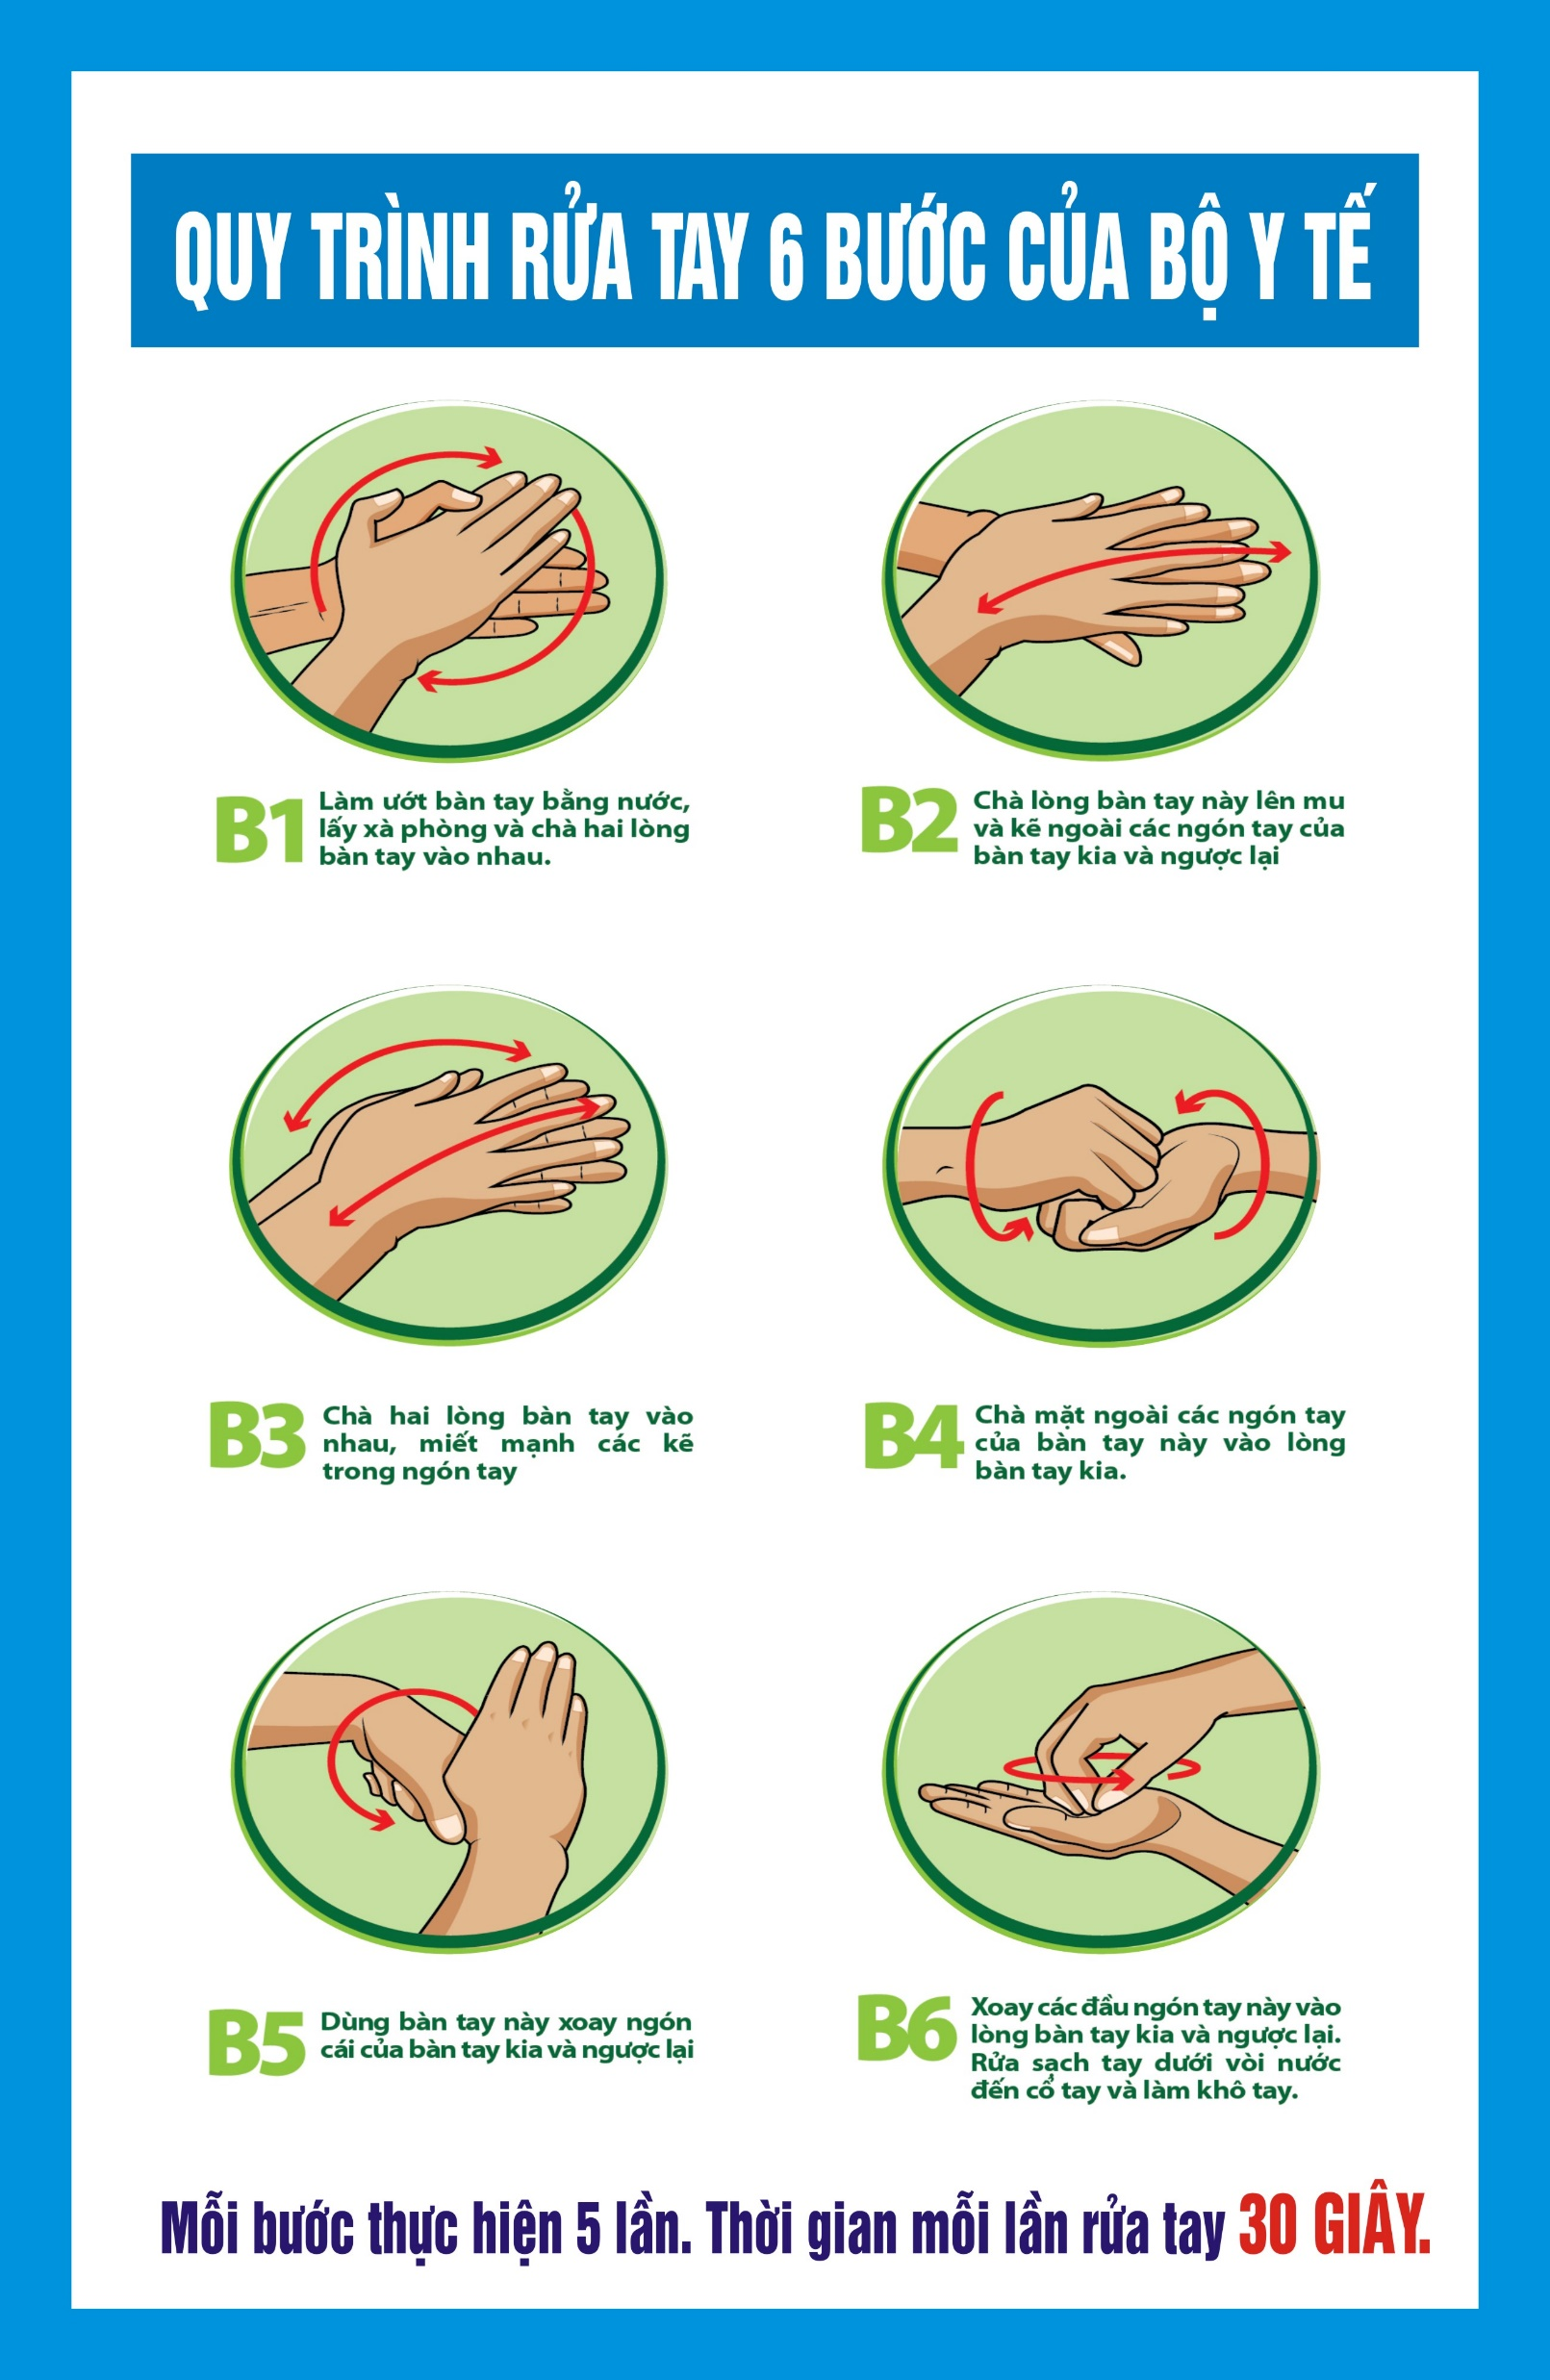 QUY TRÌNH RỬA TAY 6 BƯỚC CỦA BỘ Y TẾ
B1
Làm ướt bàn tay bằng nước,
lấy xà phòng và chà hai lòng
bàn tay vào nhau.
B2
Chà lòng bàn tay này lên mu
và kẽ ngoài các ngón tay của
bàn tay kia và ngược lại
B3
Chà hai lòng bàn tay vào
nhau, miết mạnh các kẽ
trong ngón tay
B4
Chà mặt ngoài các ngón tay
của bàn tay này vào lòng
bàn tay kia.
B5
Dùng bàn tay này xoay ngón
cái của bàn tay kia và ngược lại
B6
Xoay các đầu ngón tay này vào
lòng bàn tay kia và ngược lại.
Rửa sạch tay dưới vòi nước
đến cổ tay và làm khô tay.
Mỗi bước thực hiện 5 lần. Thời gian mỗi lần rửa tay 30 GIÂY.